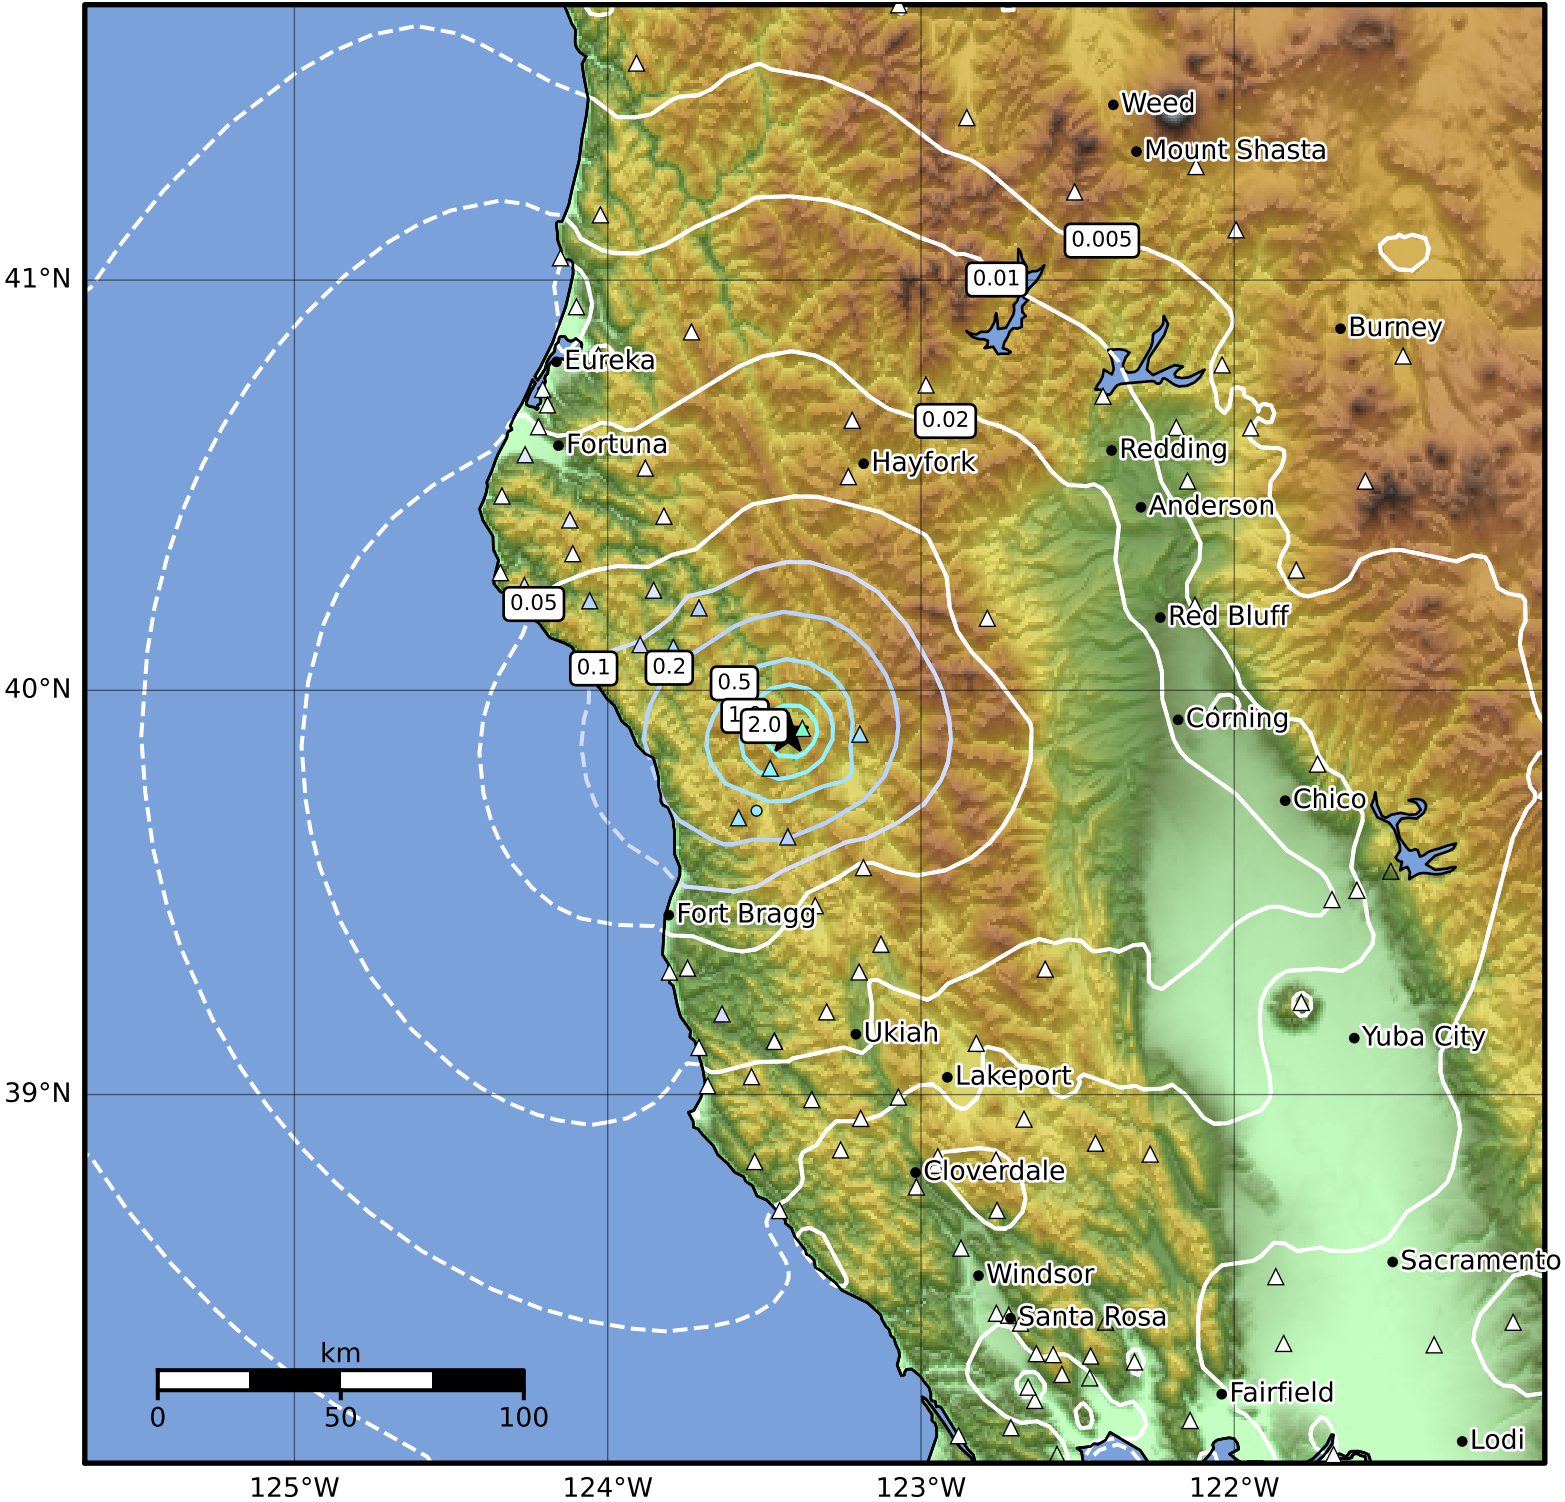 Weed
Mount Shasta
0.005
41°N
0.01
Burney
Eureka
0.02
Fortuna
Redding
Hayfork
Anderson
0.05
Red Bluff
0.1
0.2
0.5
40°N
2.0
Corning
Chico
Fort Bragg
Ukiah
Yuba City
Lakeport
39°N
Cloverdale
Sacramento
Windsor
Santa Rosa
km
Fairfield
0 50 100
Lodi
125°W 124°W 123°W 122°W